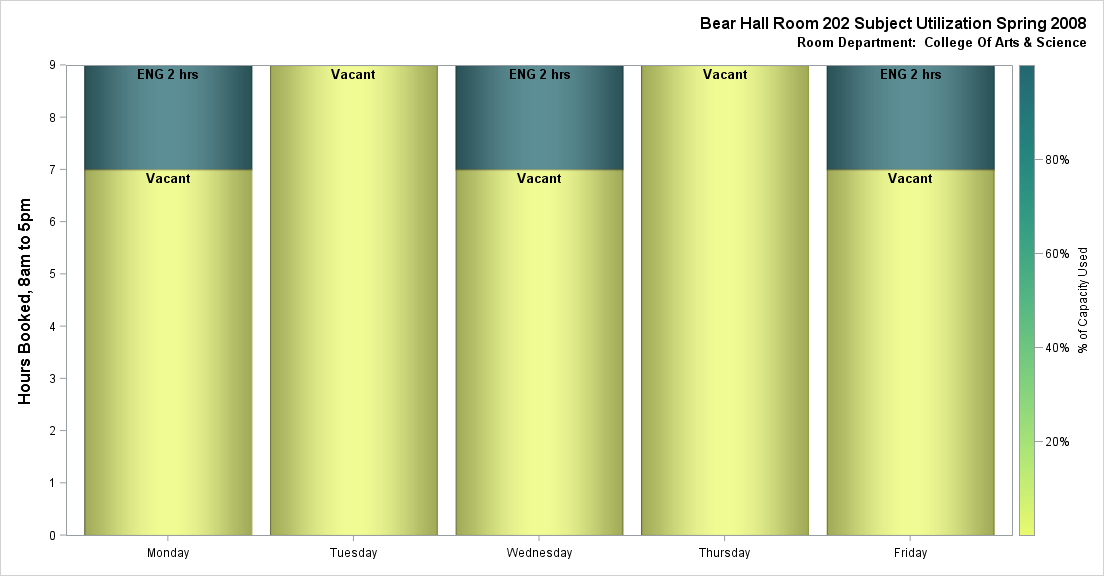 Bear Hall Room 202 Subject Utilization Spring 2008
Room Department:  College Of Arts & Science
Hours Booked, 8am to 5pm
9
8
7
6
5
4
3
2
1
0
ENG 2 hrs
Vacant
ENG 2 hrs
Vacant
ENG 2 hrs
Vacant
Vacant
Vacant
Monday
Tuesday
Wednesday
Thursday
Friday
80%
60%
40%
20%
% of Capacity Used